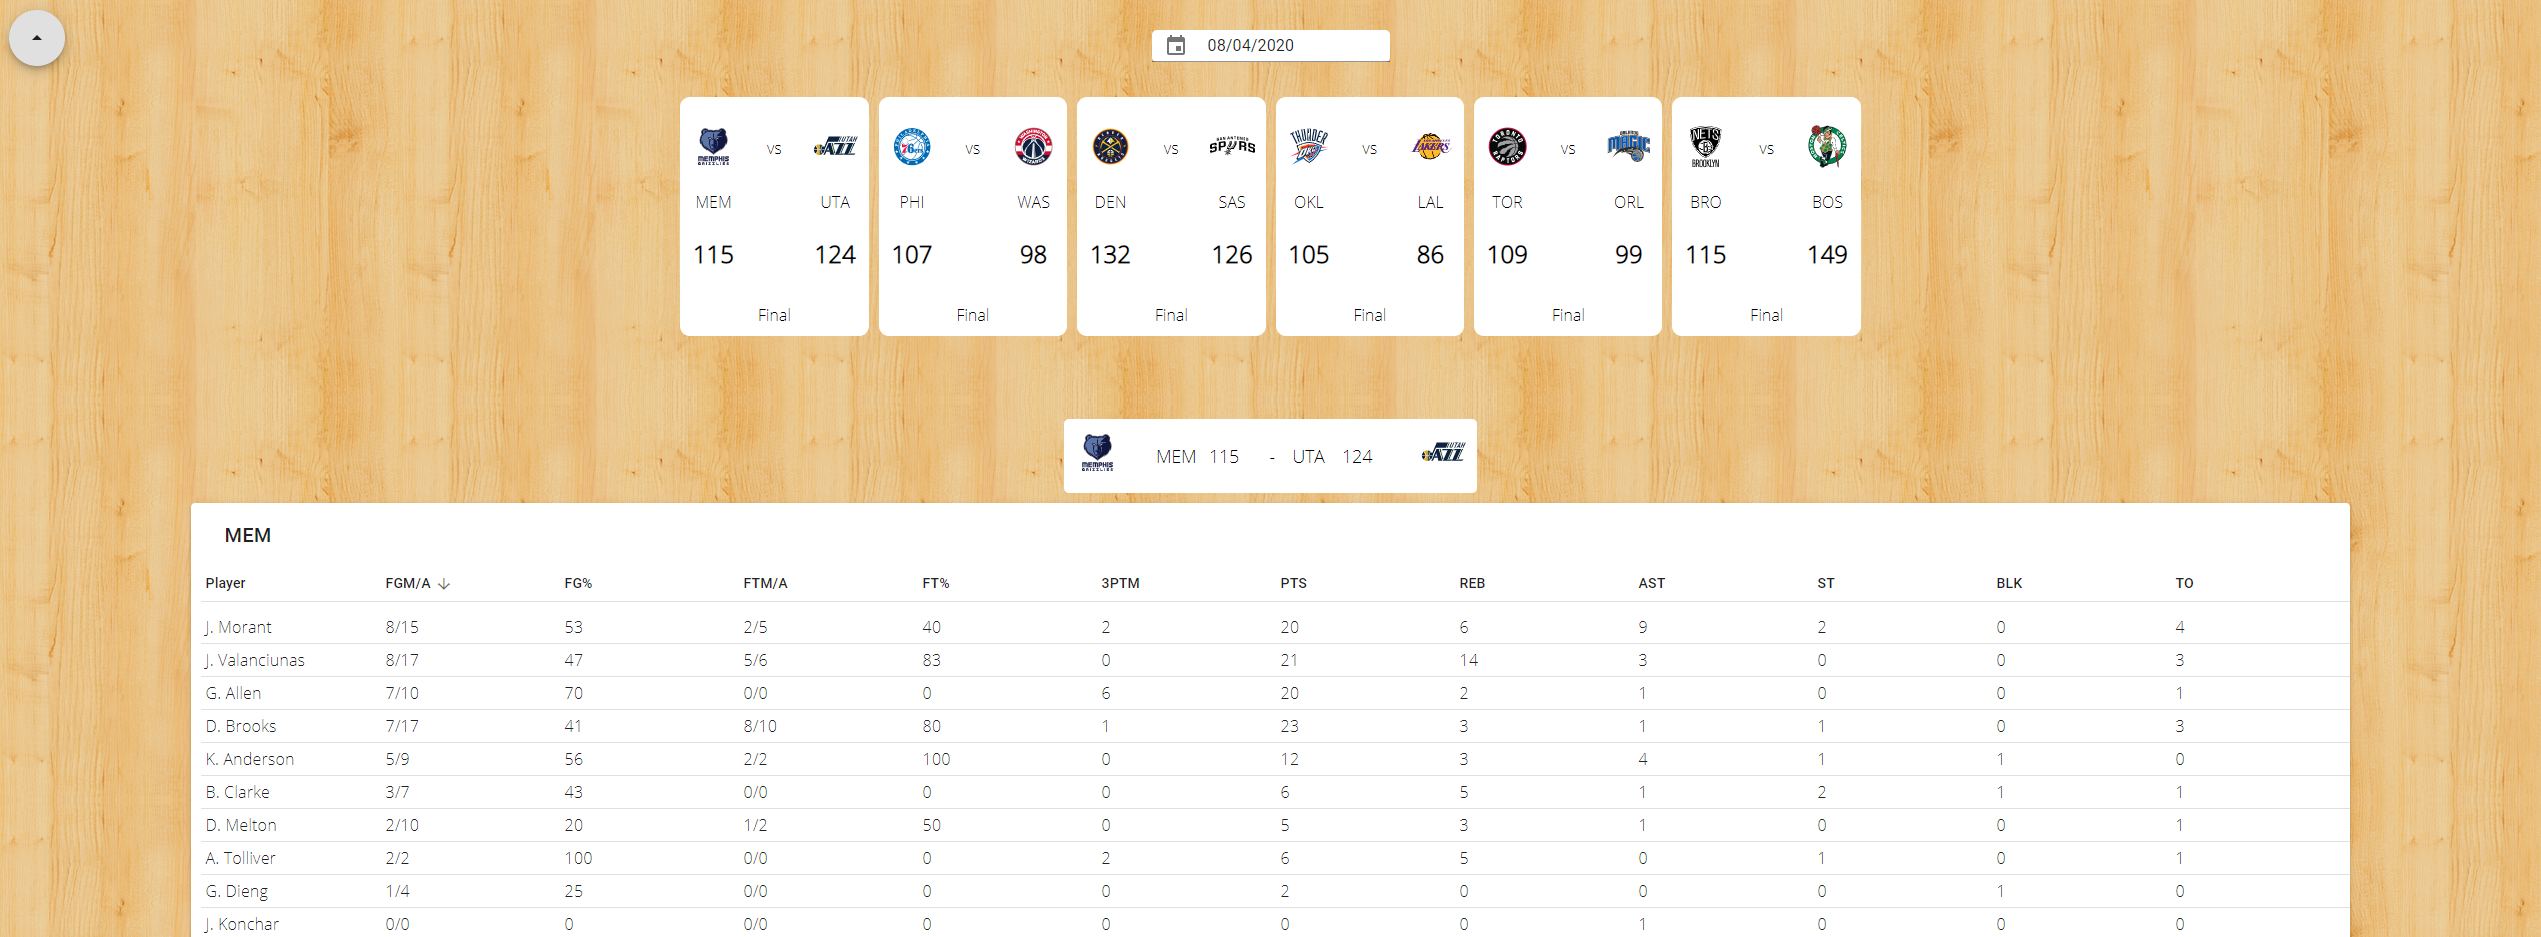 08/04/2020
MEMPHIS GRIZZLIES vs UTAH JAZZ
MEM UTA
115 124
Final
76ers vs WASHINGTON WIZARDS
PHI WAS
107 98
Final
vs SAN ANTONIO SPURS
DEN SAS
132 126
Final
THUNDER vs LAKERS
OKL LAL
105 86
Final
TORONTO RAPTORS vs ORLANDO MAGIC
TOR ORL
109 99
Final
NETS BROOKLYN vs
BRO BOS
115 149
Final
MEMPHIS GRIZZLIES MEM 115 - UTA 124 UTAH JAZZ
MEM
Player FGM/A FG% FTM/A FT% 3PTM PTS REB AST ST BLK TO
J. Morant 8/15 53 2/5 40 2 20 6 9 2 0 4
J. Valanciunas 8/17 47 5/6 83 0 21 14 3 0 0 3
G. Allen 7/10 70 0/0 0 6 20 2 1 0 0 1
D. Brooks 7/17 41 8/10 80 1 23 3 1 1 0 3
K. Anderson 5/9 56 2/2 100 0 12 3 4 1 1 0
B. Clarke 3/7 43 0/0 0 0 6 5 1 2 1 1
D. Melton 2/10 20 1/2 50 0 5 3 1 0 0 1
A. Tolliver 2/2 100 0/0 0 2 6 5 0 1 0 1
G. Dieng 1/4 25 0/0 0 0 2 0 0 0 1 0
J. Konchar 0/0 0 0/0 0 0 0 0 1 0 0 0